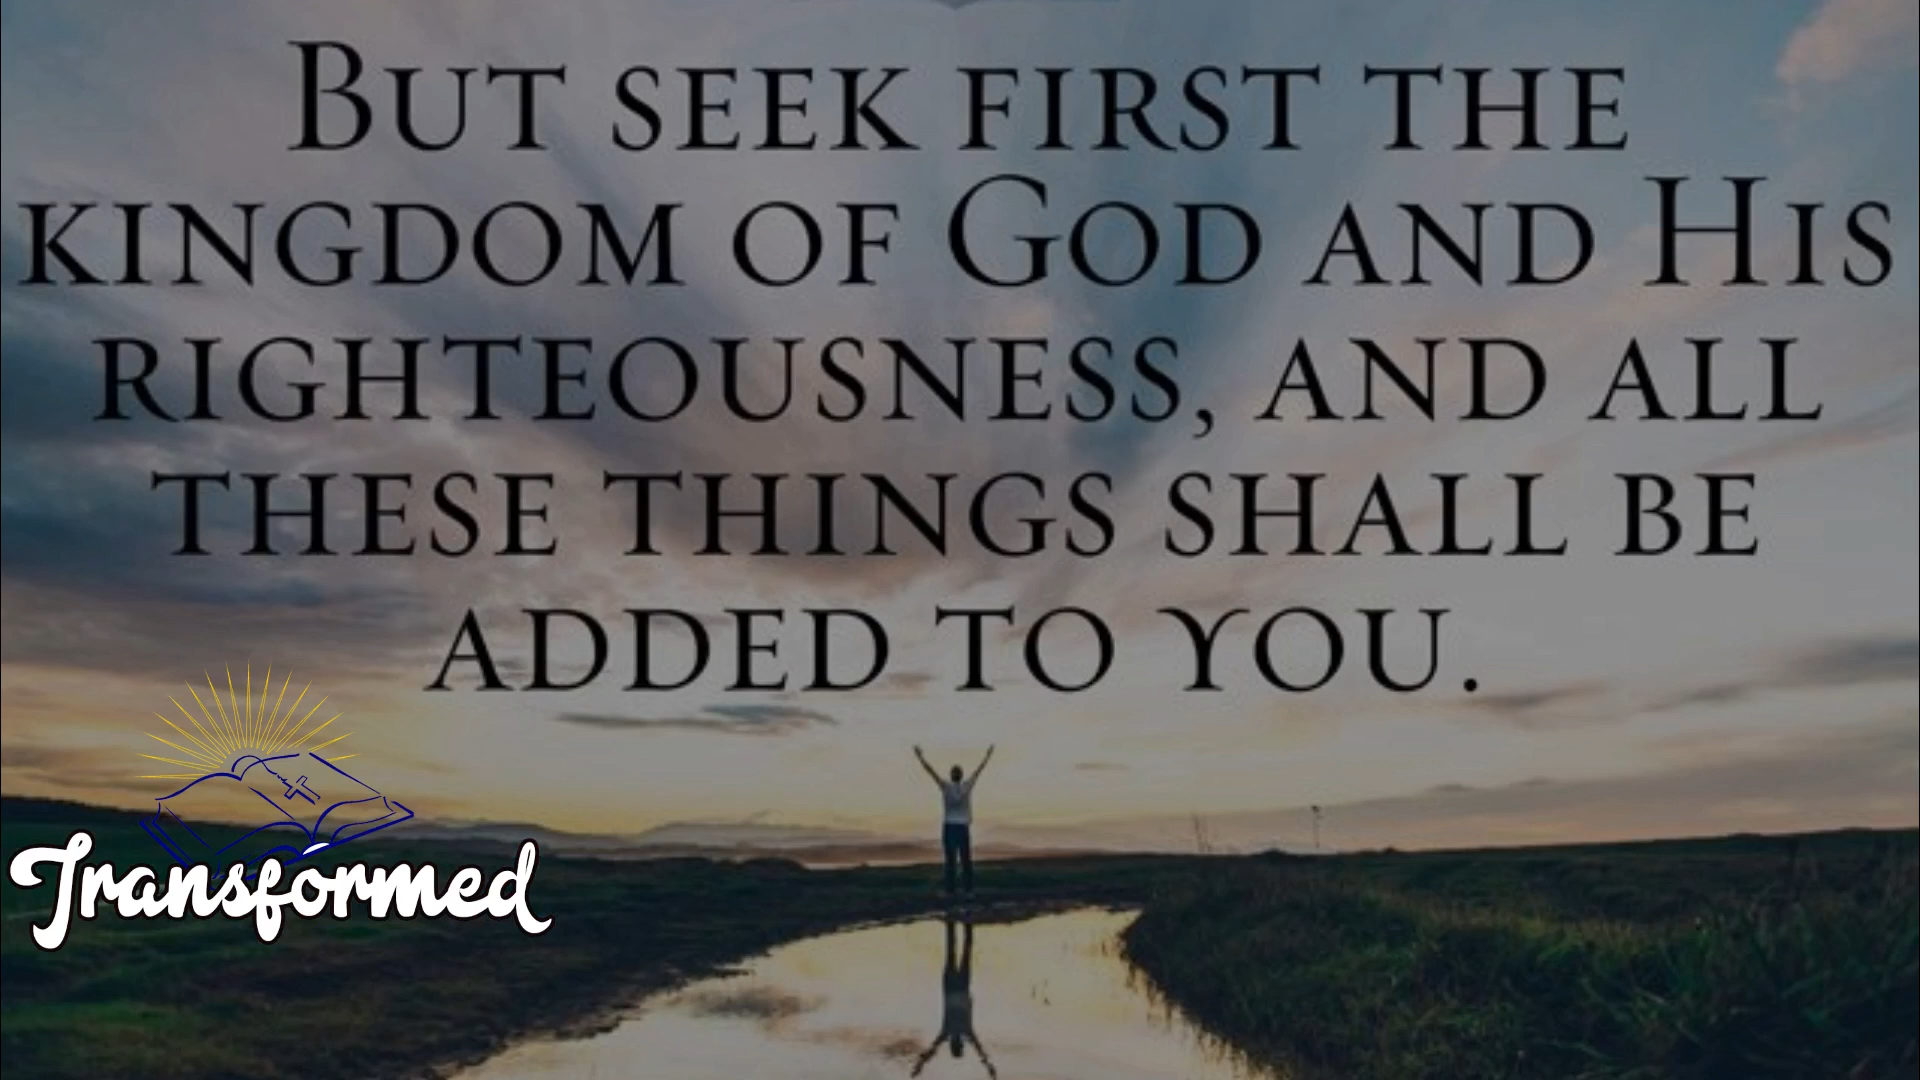 But seek first the
kingdom of God and His
righteousness, and all
these things shall be
added to you.
Transformed